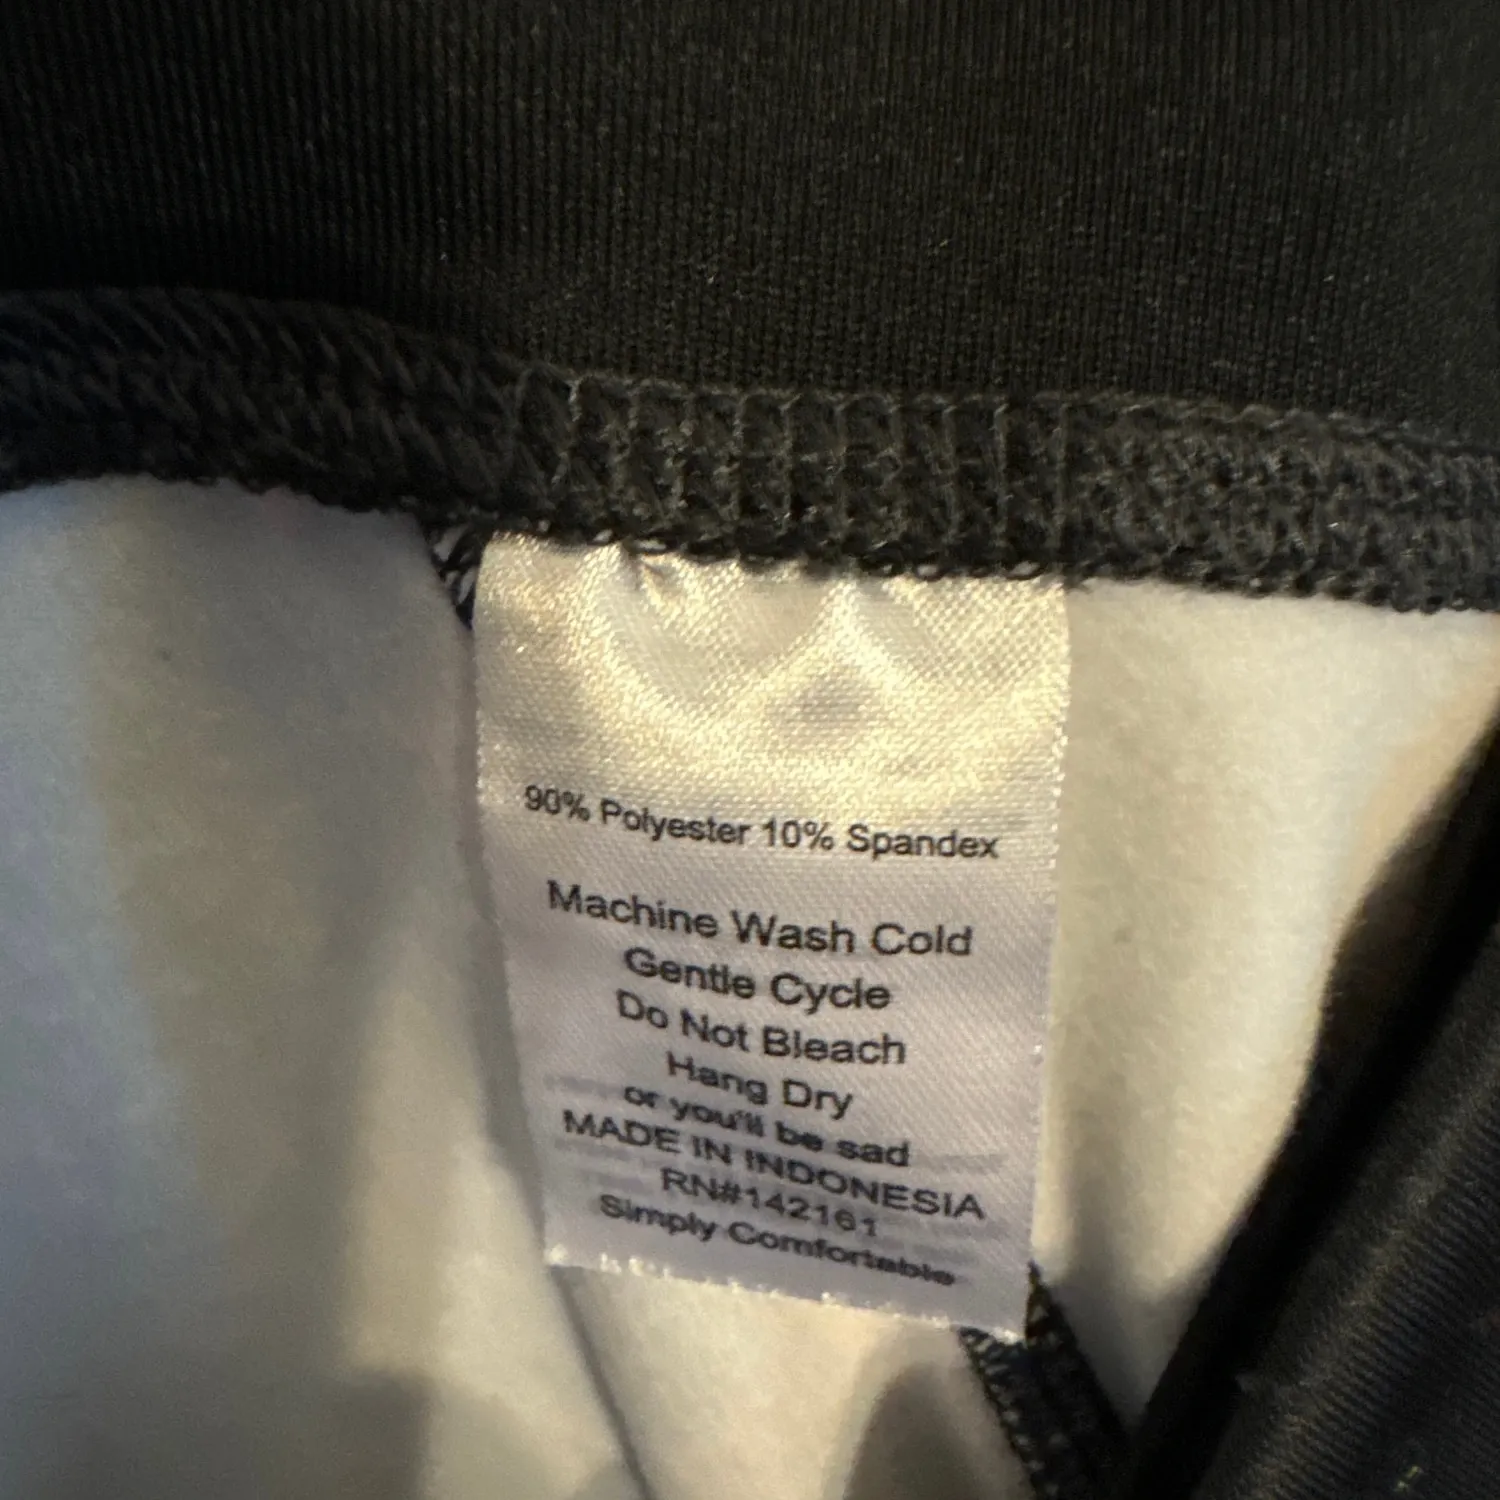 90% Polyester 10% Spandex
Machine Wash Cold
Gentle Cycle
Do Not Bleach
Hang Dry
or you'll be sad
MADE IN INDONESIA
RN#142161
Simply Comfortable